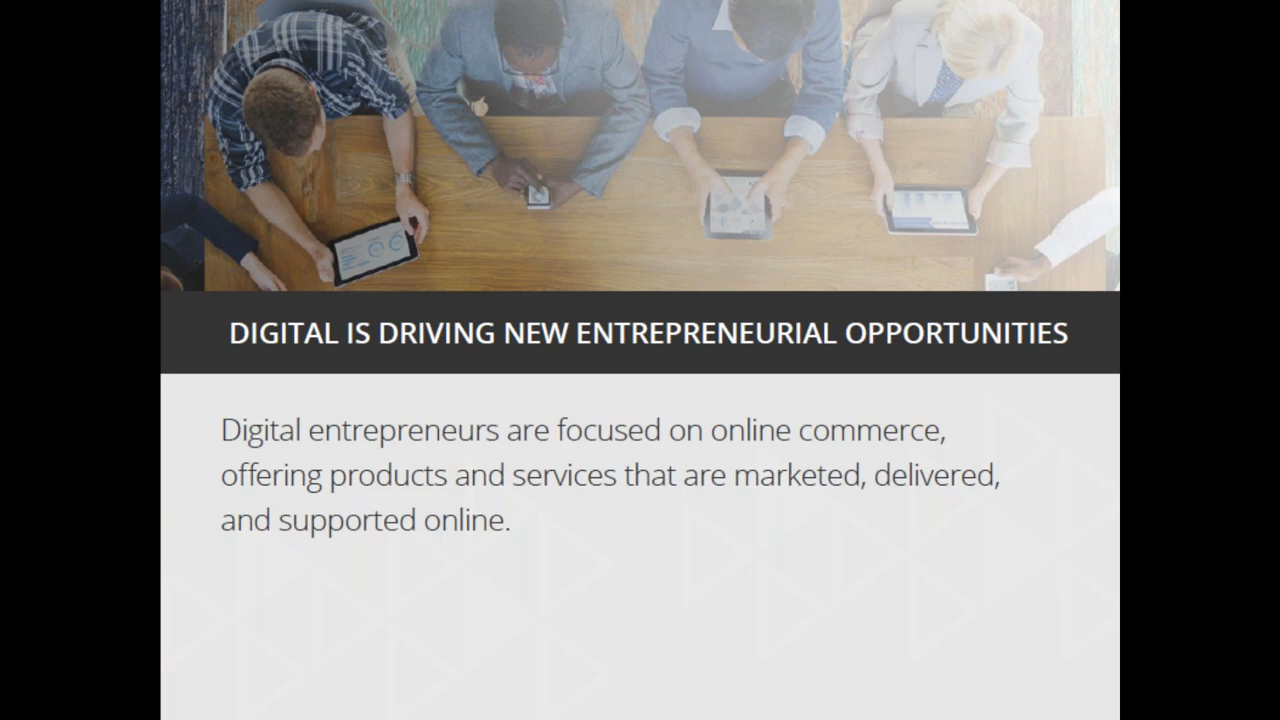 DIGITAL IS DRIVING NEW ENTREPRENEURIAL OPPORTUNITIES
Digital entrepreneurs are focused on online commerce,
offering products and services that are marketed, delivered,
and supported online.